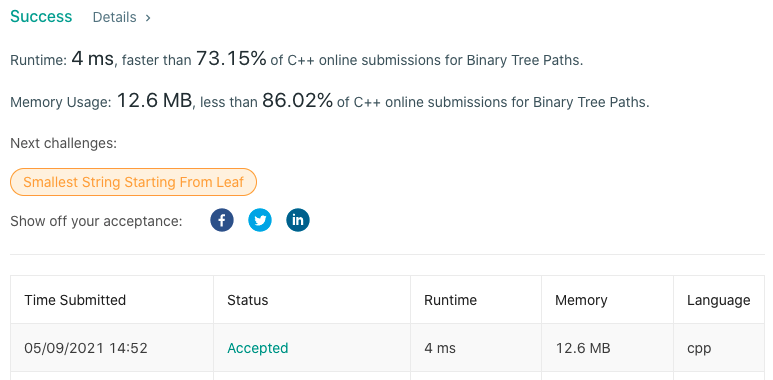 Success Details ›
Runtime: 4 ms, faster than 73.15% of C++ online submissions for Binary Tree Paths.
Memory Usage: 12.6 MB, less than 86.02% of C++ online submissions for Binary Tree Paths.
Next challenges:
Smallest String Starting From Leaf
Show off your acceptance: f in
Time Submitted Status Runtime Memory Language
05/09/2021 14:52 Accepted 4 ms 12.6 MB cpp